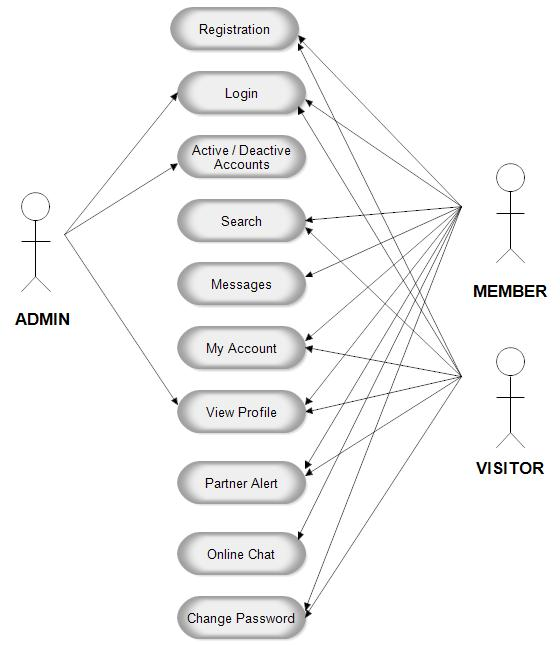 Registration
Login
Active / Deactive
Accounts
Search
Messages
My Account
View Profile
Partner Alert
Online Chat
Change Password
ADMIN
MEMBER
VISITOR